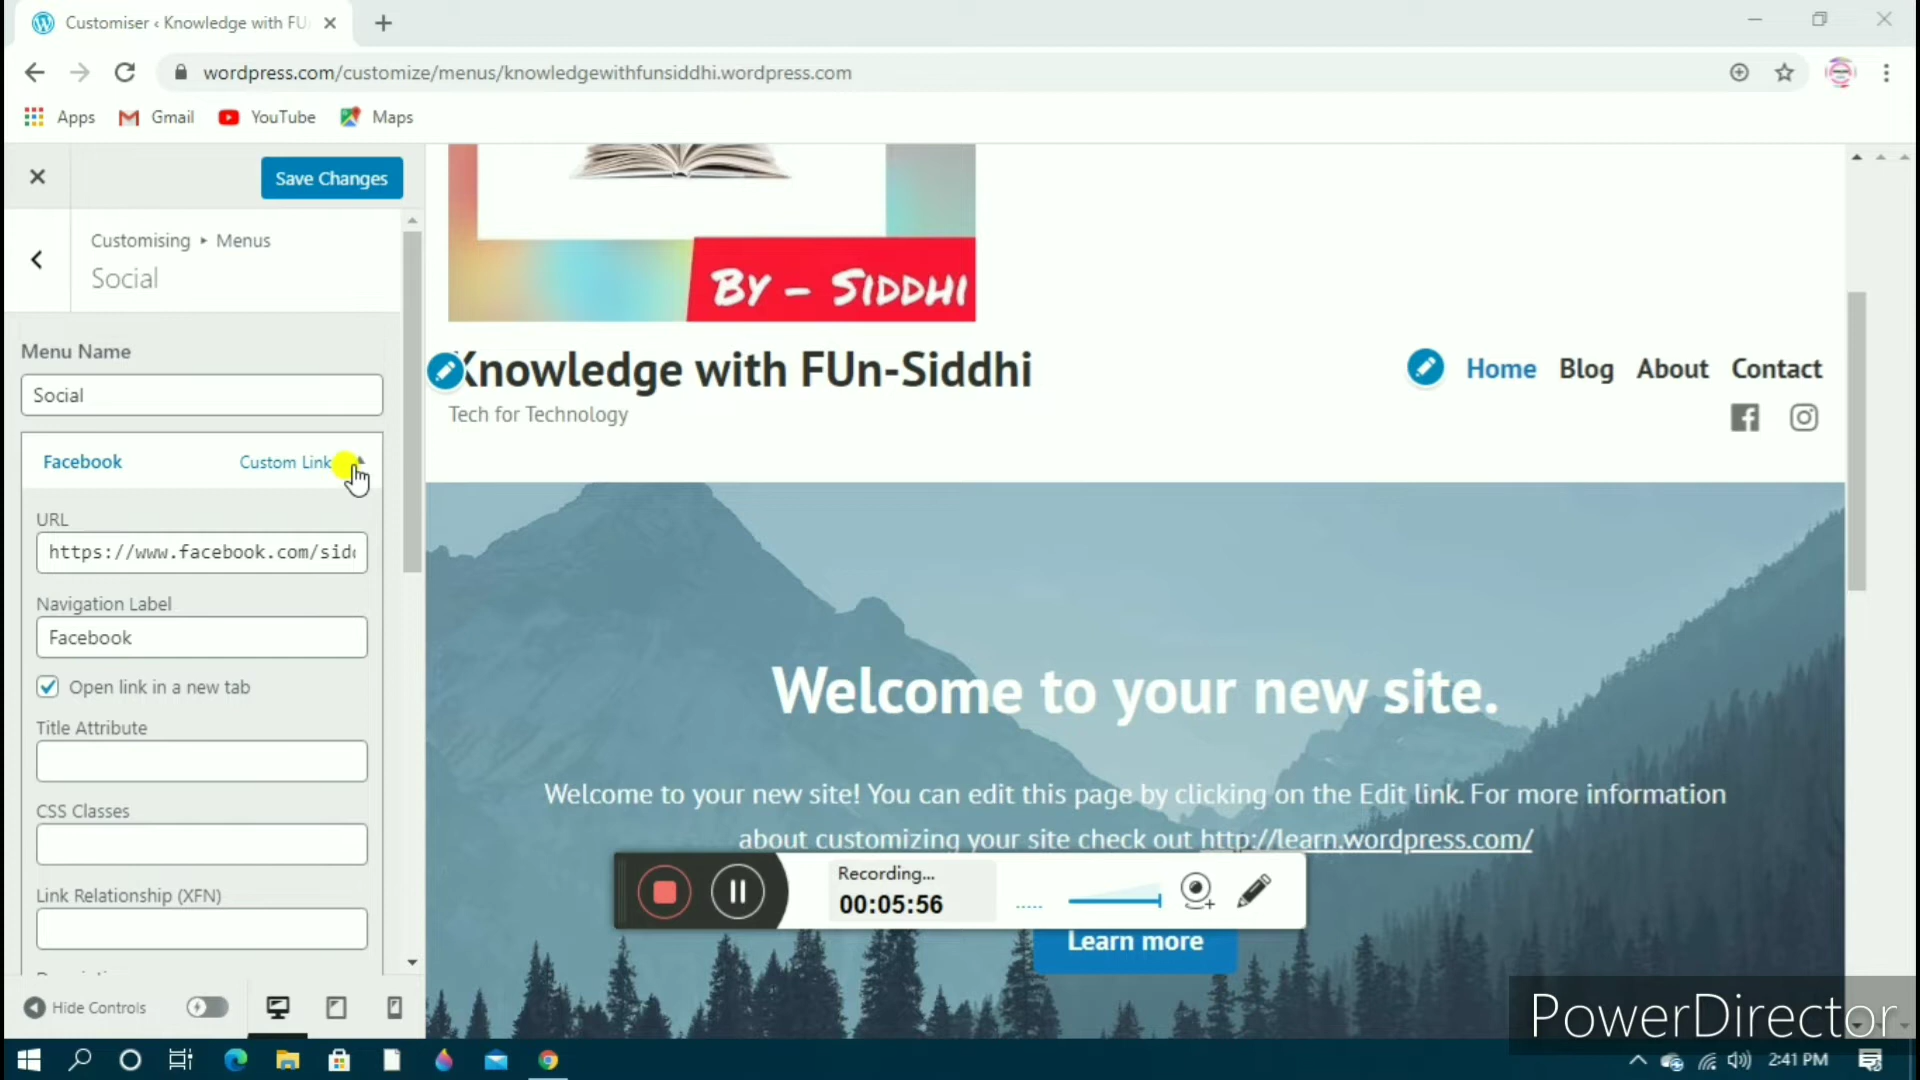 Customiser ‹ Knowledge with FU
wordpress.com/customize/menus/knowledgewithfunsiddhi.wordpress.com
Apps Gmail YouTube Maps
Save Changes
Customising ▸ Menus
Social
Menu Name
Social
Facebook Custom Link
URL
https://www.facebook.com/sidd
Navigation Label
Facebook
Open link in a new tab
Title Attribute
CSS Classes
Link Relationship (XFN)
Hide Controls
By - Siddhi
Knowledge with FUn-Siddhi
Tech for Technology
Home Blog About Contact
Welcome to your new site.
Welcome to your new site! You can edit this page by clicking on the Edit link. For more information
about customizing your site check out http://learn.wordpress.com/
Recording...
00:05:56
Learn more
PowerDirector
2:41 PM